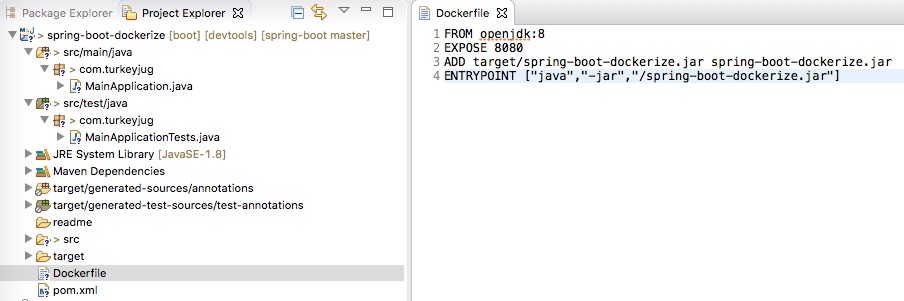 Package Explorer
Project Explorer
> spring-boot-dockerize [boot] [devtools] [spring-boot master]
> src/main/java
> com.turkeyjug
MainApplication.java
> src/test/java
> com.turkeyjug
MainApplicationTests.java
JRE System Library [JavaSE-1.8]
Maven Dependencies
target/generated-sources/annotations
target/generated-test-sources/test-annotations
readme
> src
target
Dockerfile
pom.xml
Dockerfile
1 FROM openjdk:8
2 EXPOSE 8080
3 ADD target/spring-boot-dockerize.jar spring-boot-dockerize.jar
4 ENTRYPOINT ["java","-jar","/spring-boot-dockerize.jar"]